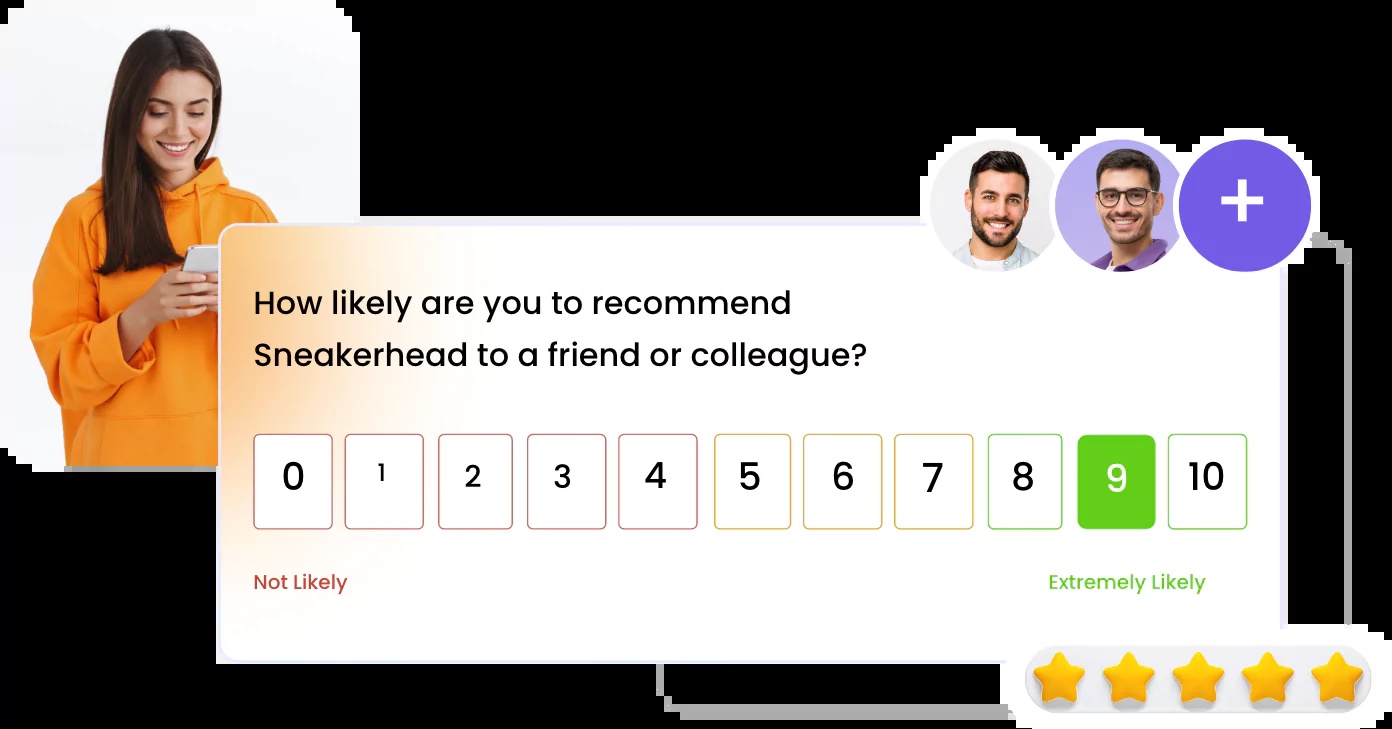 +
How likely are you to recommend
Sneakerhead to a friend or colleague?
0 1 2 3 4 5 6 7 8 9 10
Not Likely Extremely Likely